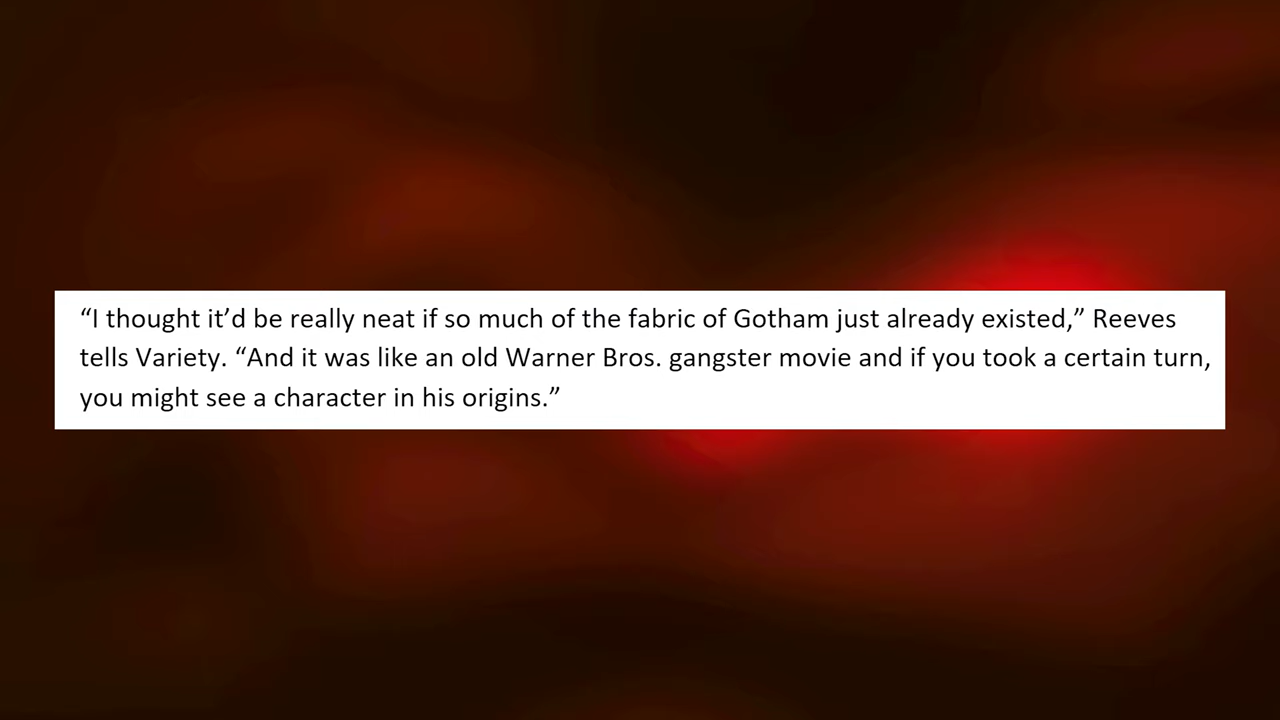 “I thought it’d be really neat if so much of the fabric of Gotham just already existed,” Reeves
tells Variety. “And it was like an old Warner Bros. gangster movie and if you took a certain turn,
you might see a character in his origins.”